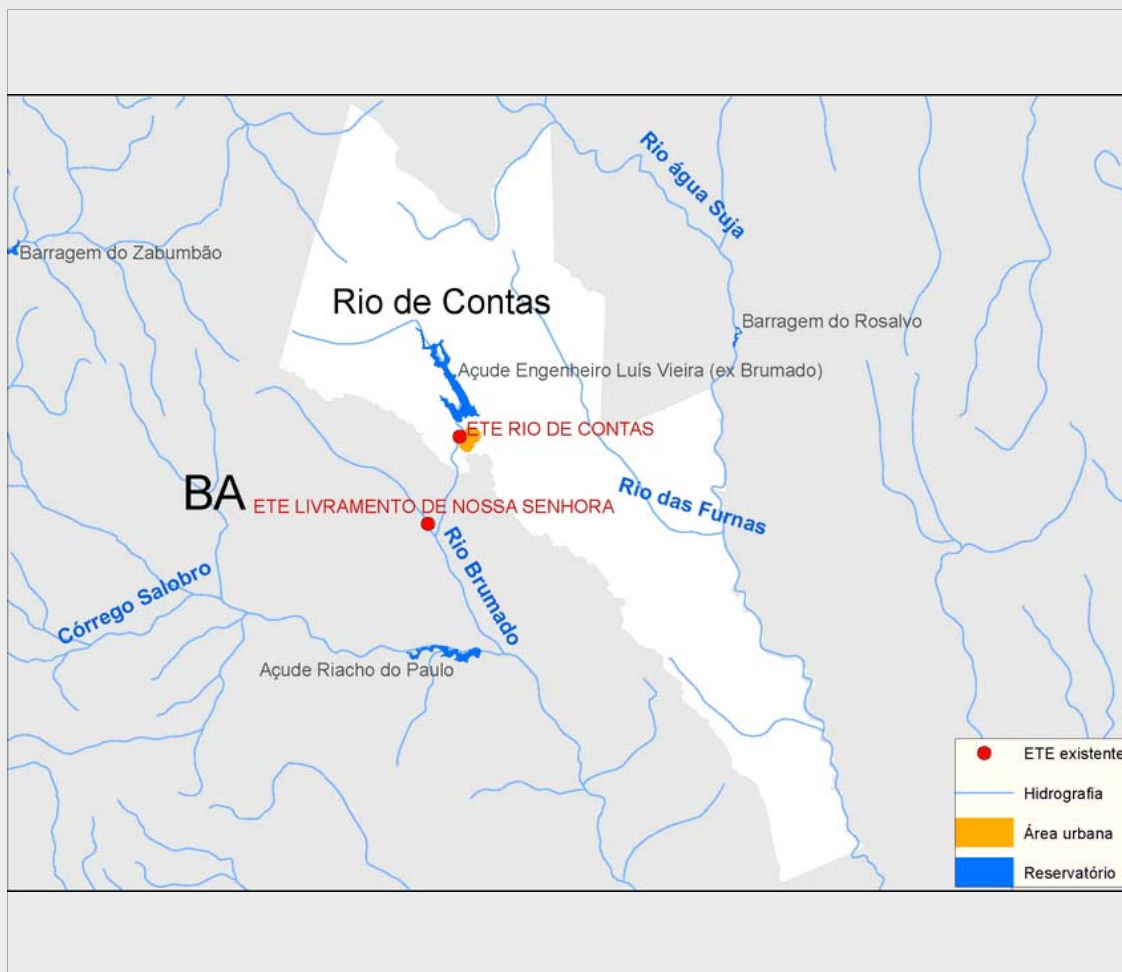 Rio água Suja
Barragem do Zabumbão
Rio de Contas
Barragem do Rosalvo
Açude Engenheiro Luís Vieira (ex Brumado)
ETE RIO DE CONTAS
BA
ETE LIVRAMENTO DE NOSSA SENHORA
Rio das Furnas
Rio Brumado
Córrego Salobro
Açude Riacho do Paulo
ETE existente
Hidrografia
Área urbana
Reservatório